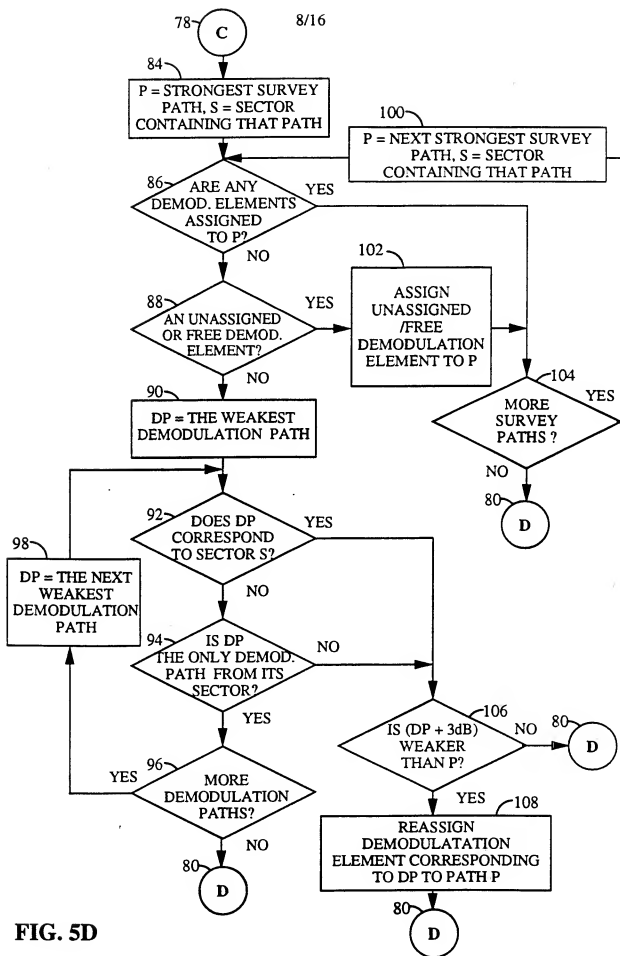 78
C
8/16
84
P = STRONGEST SURVEY
PATH, S = SECTOR
CONTAINING THAT PATH
100
P = NEXT STRONGEST SURVEY
PATH, S = SECTOR
CONTAINING THAT PATH
86
ARE ANY
DEMOD. ELEMENTS
ASSIGNED
TO P?
YES
NO
88
AN UNASSIGNED
OR FREE DEMOD.
ELEMENT?
YES
NO
102
ASSIGN
UNASSIGNED
/FREE
DEMODULATION
ELEMENT TO P
104
MORE
SURVEY
PATHS ?
YES
NO
80
D
90
DP = THE WEAKEST
DEMODULATION PATH
92
DOES DP
CORRESPOND
TO SECTOR S?
YES
NO
98
DP = THE NEXT
WEAKEST
DEMODULATION
PATH
94
IS DP
THE ONLY DEMOD.
PATH FROM ITS
SECTOR?
NO
YES
96
MORE
DEMODULATION
PATHS?
YES
NO
80
D
106
IS (DP + 3dB)
WEAKER
THAN P?
NO
80
D
YES
108
REASSIGN
DEMODULATATION
ELEMENT CORRESPONDING
TO DP TO PATH P
80
D
FIG. 5D